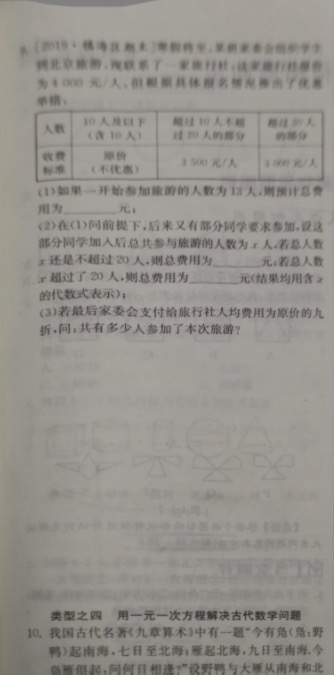 [2019·镇海区期末]寒假将至,某班家委会组织学生
到北京旅游,现联系了一家旅行社,这家旅行社报价
为4 000元/人,但根据具体报名情况推出了优惠
举措:
人数 10人及以下(含10人) 超过10人不超过20人的部分 超过20人的部分
收费标准 原价(不优惠) 3 500元/人 3 000元/人
(1)如果一开始参加旅游的人数为13人,则预计总费
用为______元;
(2)在(1)问前提下,后来又有部分同学要求参加,设这
部分同学加入后总共参与旅游的人数为x人,若总人数
x还是不超过20人,则总费用为______元;若总人数
x超过了20人,则总费用为______元(结果均用含x
的代数式表示);
(3)若最后家委会支付给旅行社人均费用为原价的九
折,问:共有多少人参加了本次旅游?
类型之四 用一元一次方程解决古代数学问题
10. 我国古代名著《九章算术》中有一题“今有凫(凫:野
鸭)起南海,七日至北海;雁起北海,九日至南海.今
凫雁俱起,问何日相逢?”设野鸭与大雁从南海和北